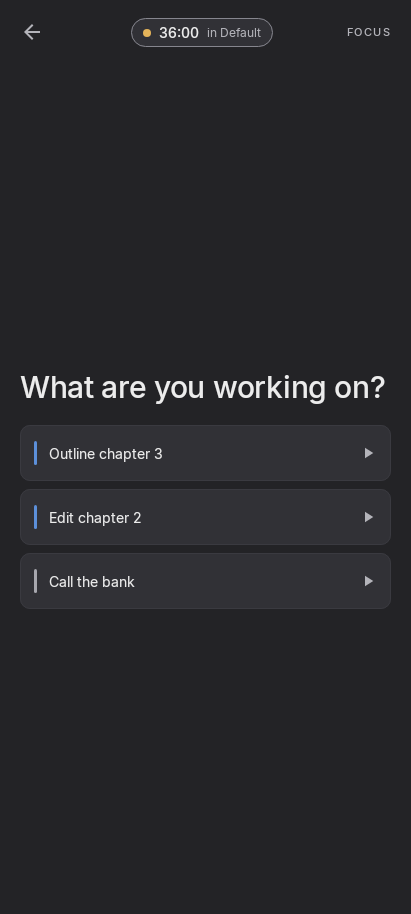 36:00 in Default
FOCUS
What are you working on?
Outline chapter 3
Edit chapter 2
Call the bank